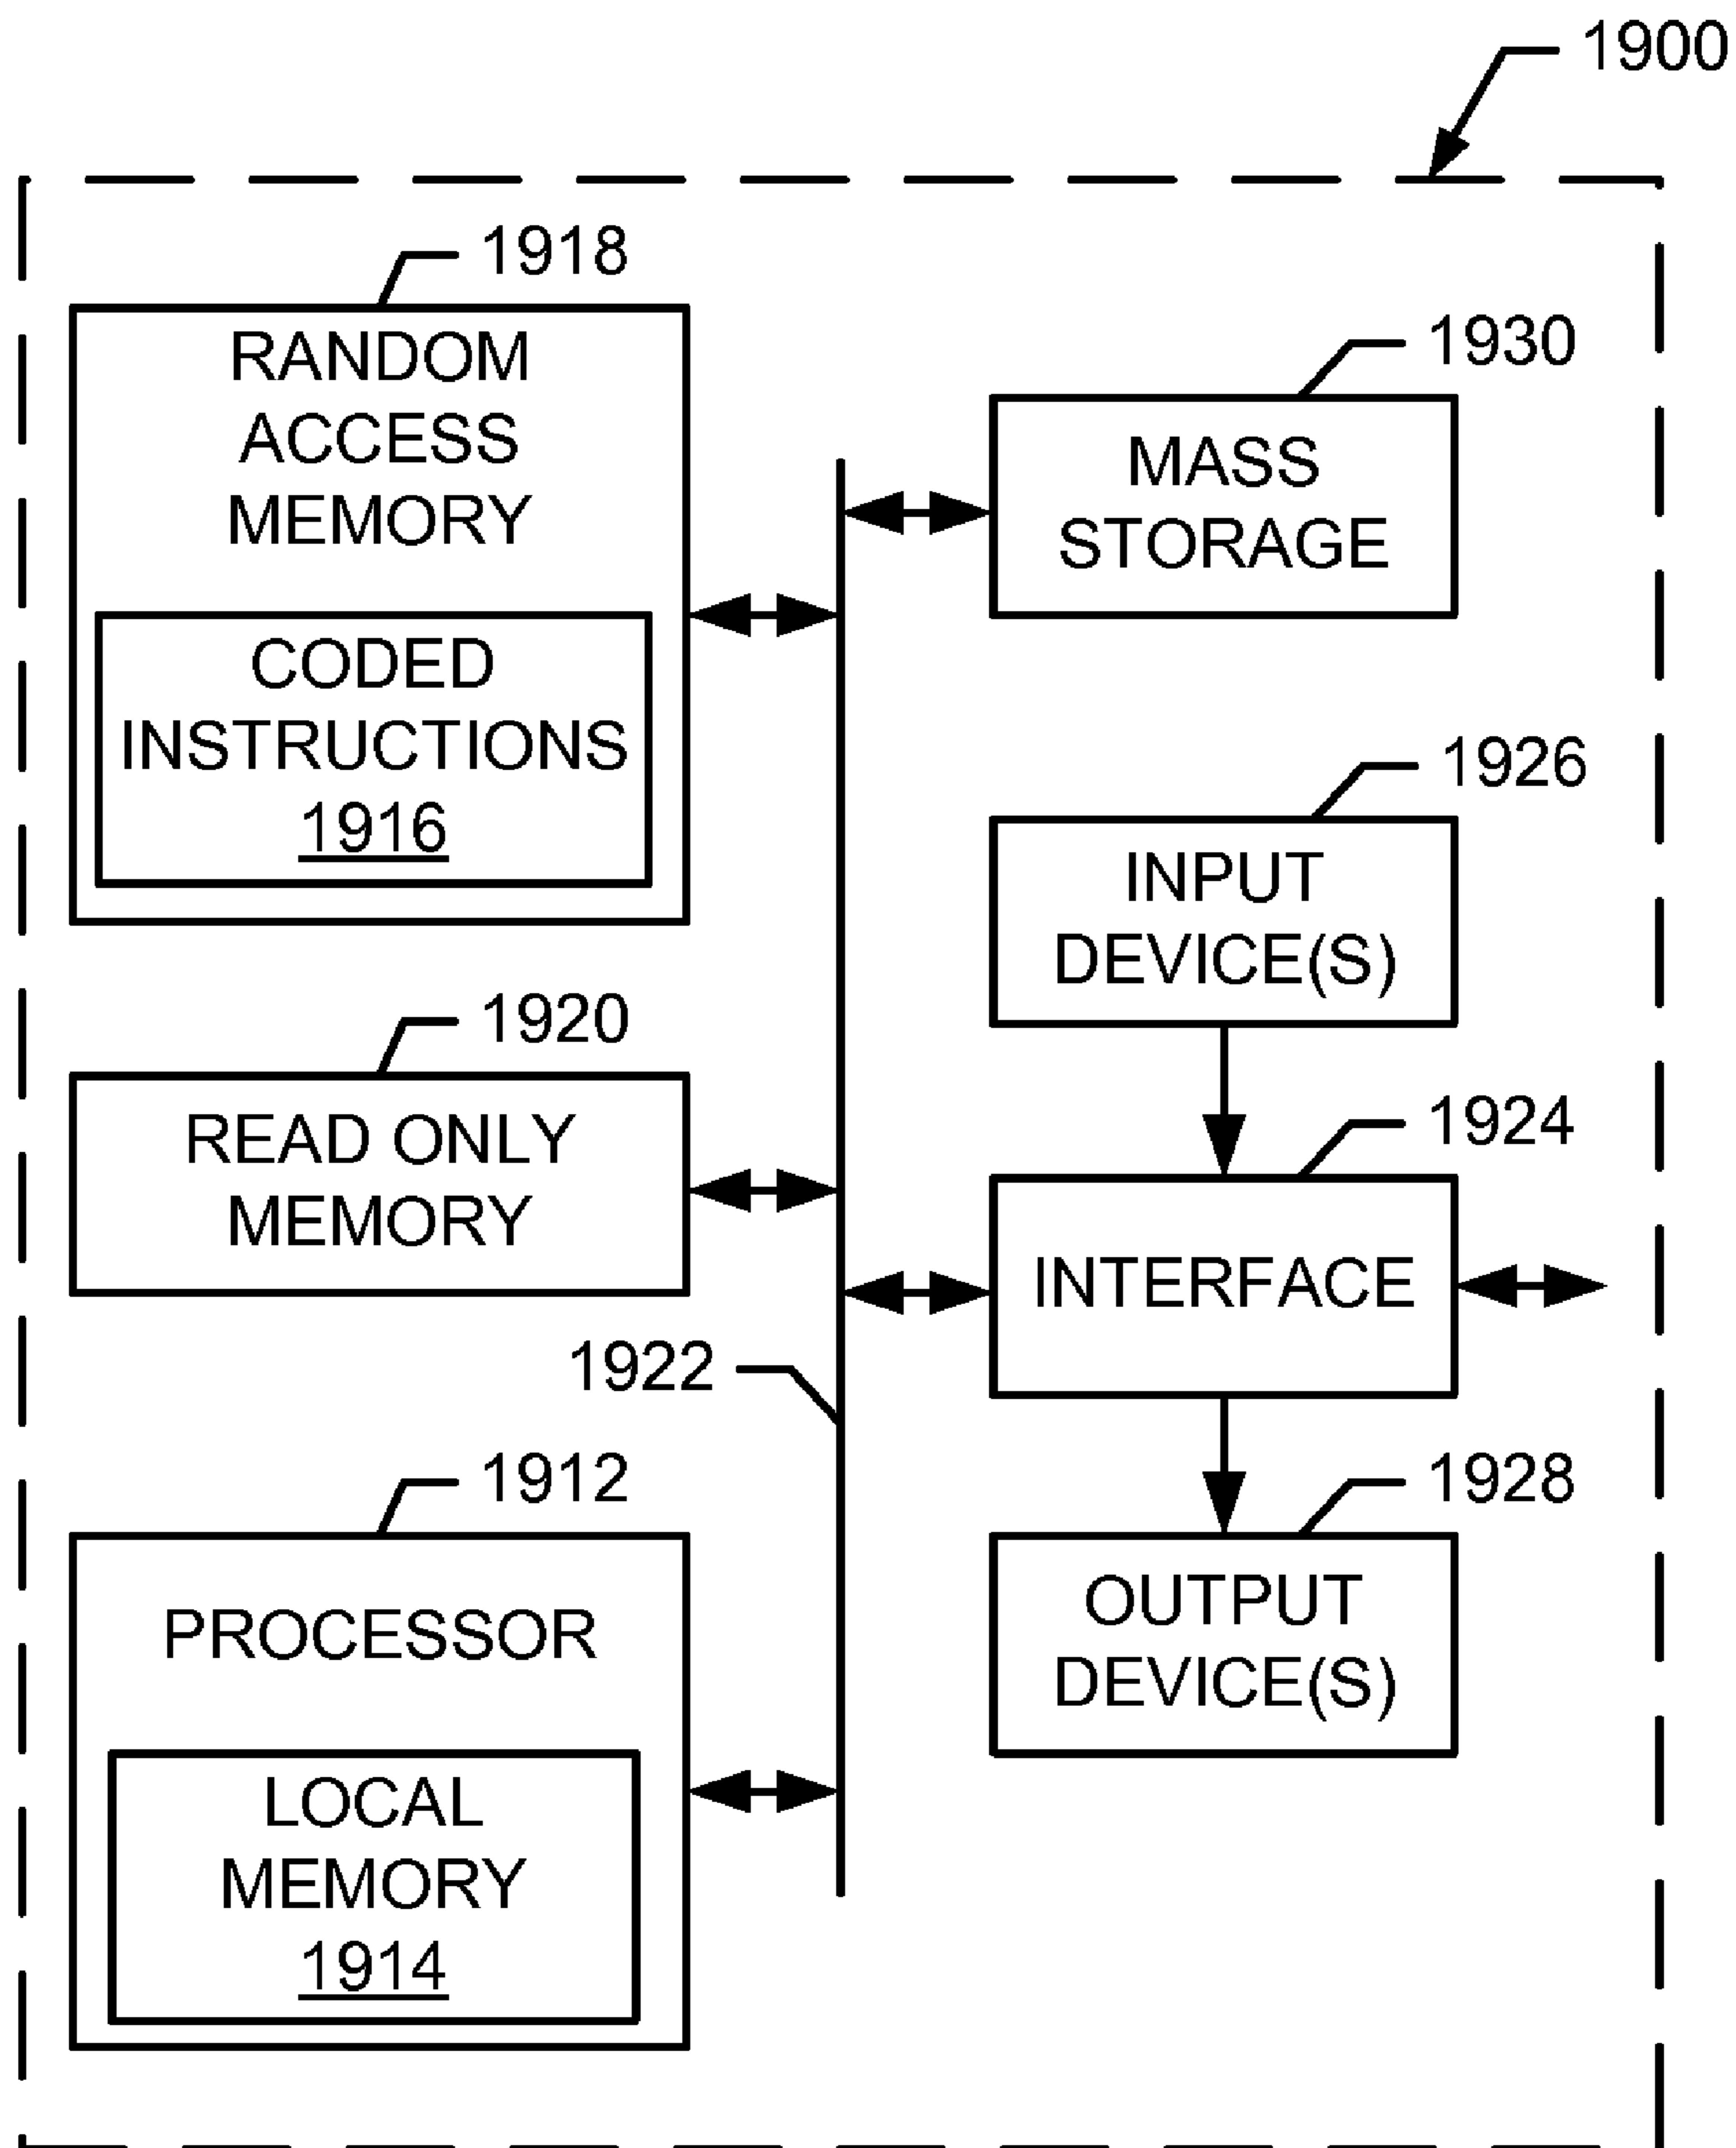 1900
1918
RANDOM
ACCESS
MEMORY
CODED
INSTRUCTIONS
1916
1930
MASS
STORAGE
1926
INPUT
DEVICE(S)
1920
READ ONLY
MEMORY
1924
INTERFACE
1922
1912
PROCESSOR
LOCAL
MEMORY
1914
1928
OUTPUT
DEVICE(S)